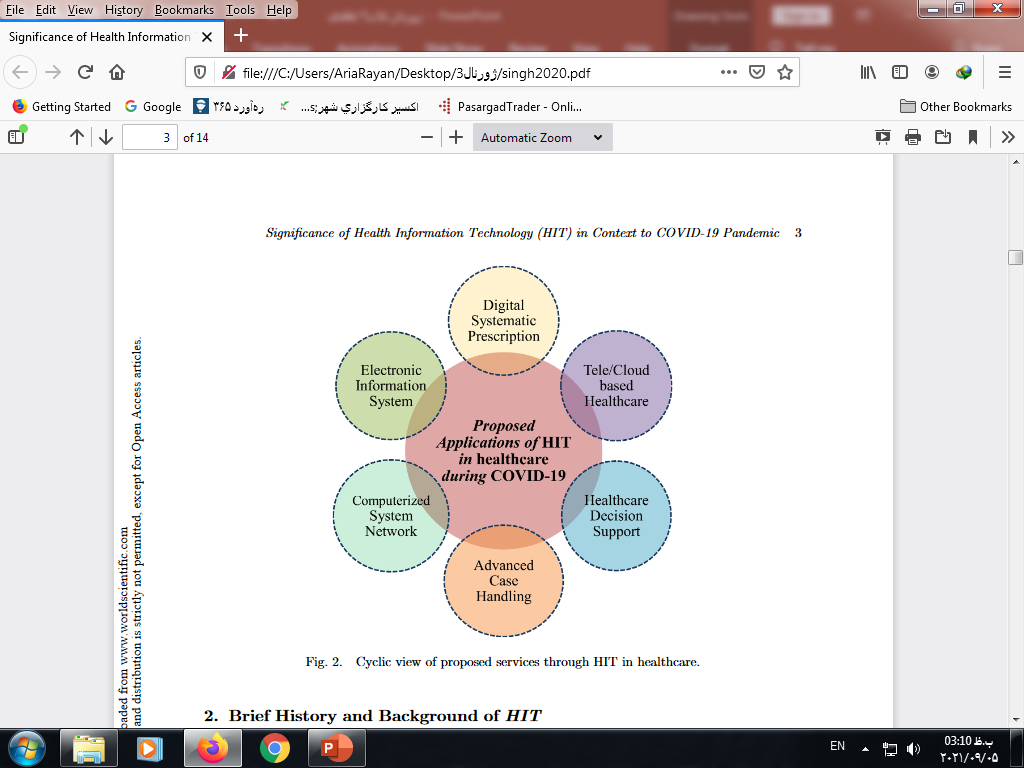 File Edit View History Bookmarks Tools Help
Significance of Health Information
file:///C:/Users/AriaRayan/Desktop/3ژورنال/singh2020.pdf
Getting Started Google ره‌آورد ۳۶۵ اکسیر کارگزاري شهر;s... PasargadTrader - Onli... Other Bookmarks
3 of 14 Automatic Zoom
Significance of Health Information Technology (HIT) in Context to COVID-19 Pandemic 3
Digital
Systematic
Prescription
Electronic
Information
System
Tele/Cloud
based
Healthcare
Proposed
Applications of HIT
in healthcare
during COVID-19
Computerized
System
Network
Healthcare
Decision
Support
Advanced
Case
Handling
Fig. 2. Cyclic view of proposed services through HIT in healthcare.
2. Brief History and Background of HIT
oaded from www.worldscientific.com
and distribution is strictly not permitted, except for Open Access articles.
EN
03:10 ب.ظ
۲۰۲۱/۰۹/۰۵